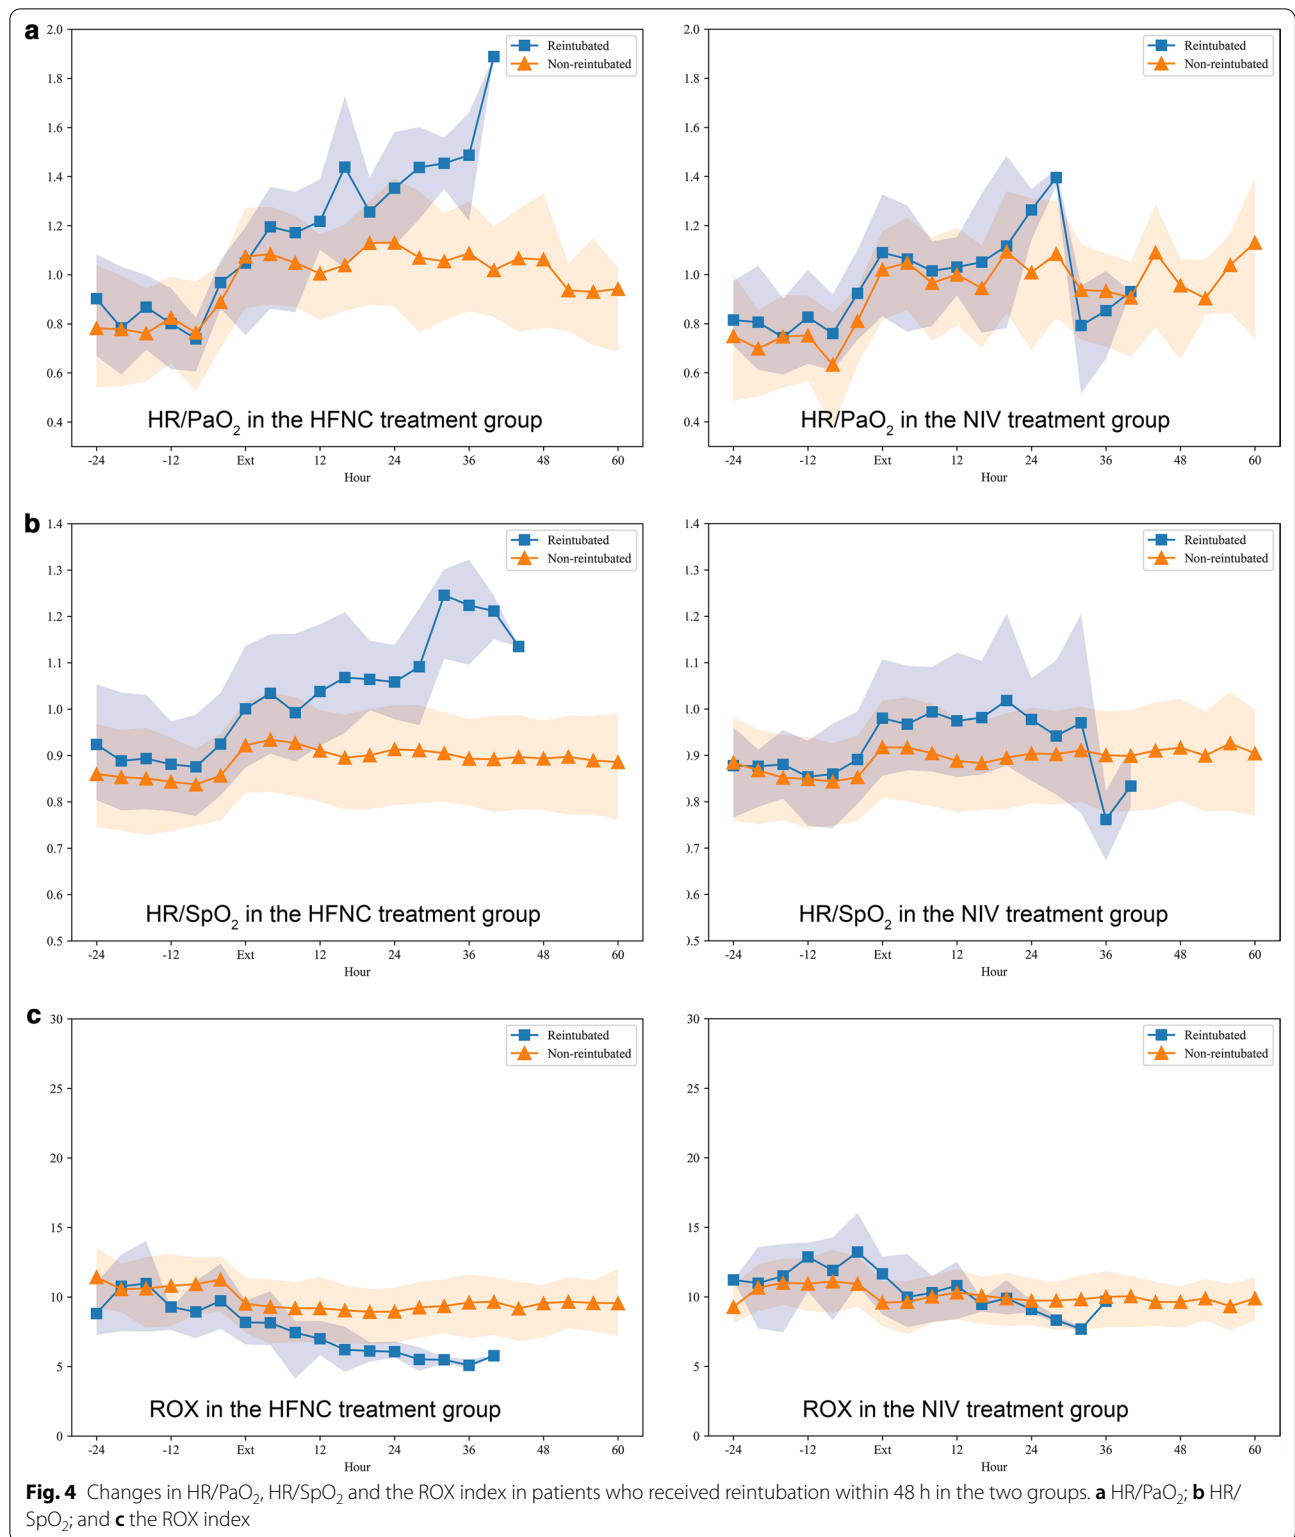 a
2.0
1.8
1.6
1.4
1.2
1.0
0.8
0.6
0.4
Reintubated
Non-reintubated
HR/PaO2 in the HFNC treatment group
-24 -12 Ext 12 24 36 48 60
Hour
2.0
1.8
1.6
1.4
1.2
1.0
0.8
0.6
0.4
Reintubated
Non-reintubated
HR/PaO2 in the NIV treatment group
-24 -12 Ext 12 24 36 48 60
Hour
b
1.4
1.3
1.2
1.1
1.0
0.9
0.8
0.7
0.6
0.5
Reintubated
Non-reintubated
HR/SpO2 in the HFNC treatment group
-24 -12 Ext 12 24 36 48 60
Hour
1.4
1.3
1.2
1.1
1.0
0.9
0.8
0.7
0.6
0.5
Reintubated
Non-reintubated
HR/SpO2 in the NIV treatment group
-24 -12 Ext 12 24 36 48 60
Hour
c
30
25
20
15
10
5
0
Reintubated
Non-reintubated
ROX in the HFNC treatment group
-24 -12 Ext 12 24 36 48 60
Hour
30
25
20
15
10
5
0
Reintubated
Non-reintubated
ROX in the NIV treatment group
-24 -12 Ext 12 24 36 48 60
Hour
Fig. 4 Changes in HR/PaO2, HR/SpO2 and the ROX index in patients who received reintubation within 48 h in the two groups. a HR/PaO2; b HR/
SpO2; and c the ROX index